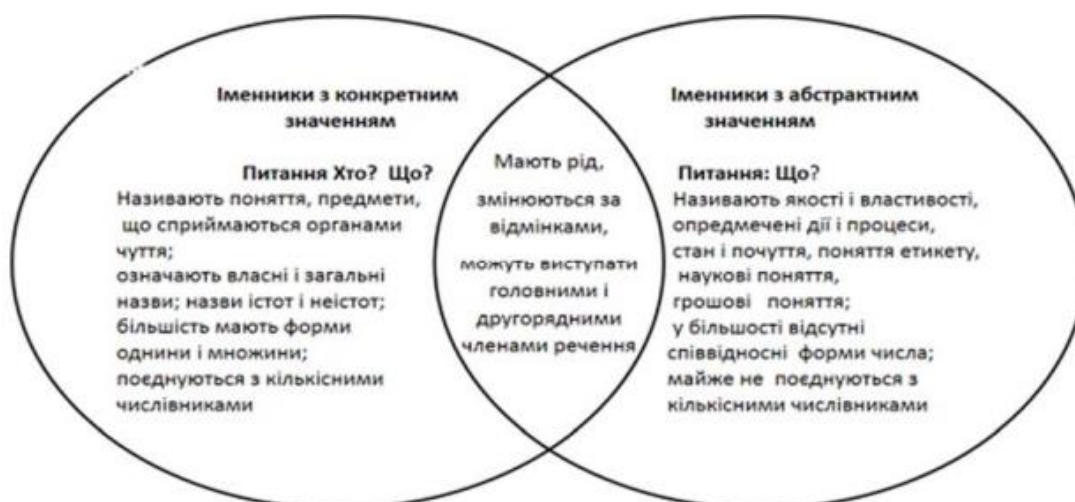 Іменники з конкретним
значенням
Питання Хто? Що?
Називають поняття, предмети,
що сприймаються органами
чуття;
означають власні і загальні
назви; назви істот і неістот;
більшість мають форми
однини і множини;
поєднуються з кількісними
числівниками
Мають рід,
змінюються за
відмінками,
можуть виступати
головними і
другорядними
членами речення
Іменники з абстрактним
значенням
Питання: Що?
Називають якості і властивості,
опредмечені дії і процеси,
стан і почуття, поняття етикету,
наукові поняття,
грошові поняття;
у більшості відсутні
співвідносні форми числа;
майже не поєднуються з
кількісними числівниками